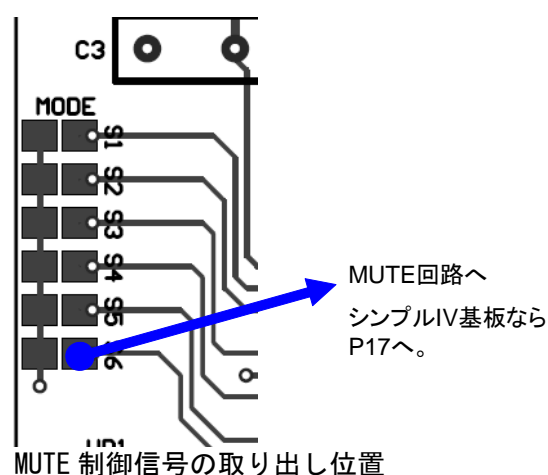 C3
MODE
S1
S2
S3
S4
S5
S6
MUTE回路へ
シンプルIV基板なら
P17へ。
MUTE 制御信号の取り出し位置